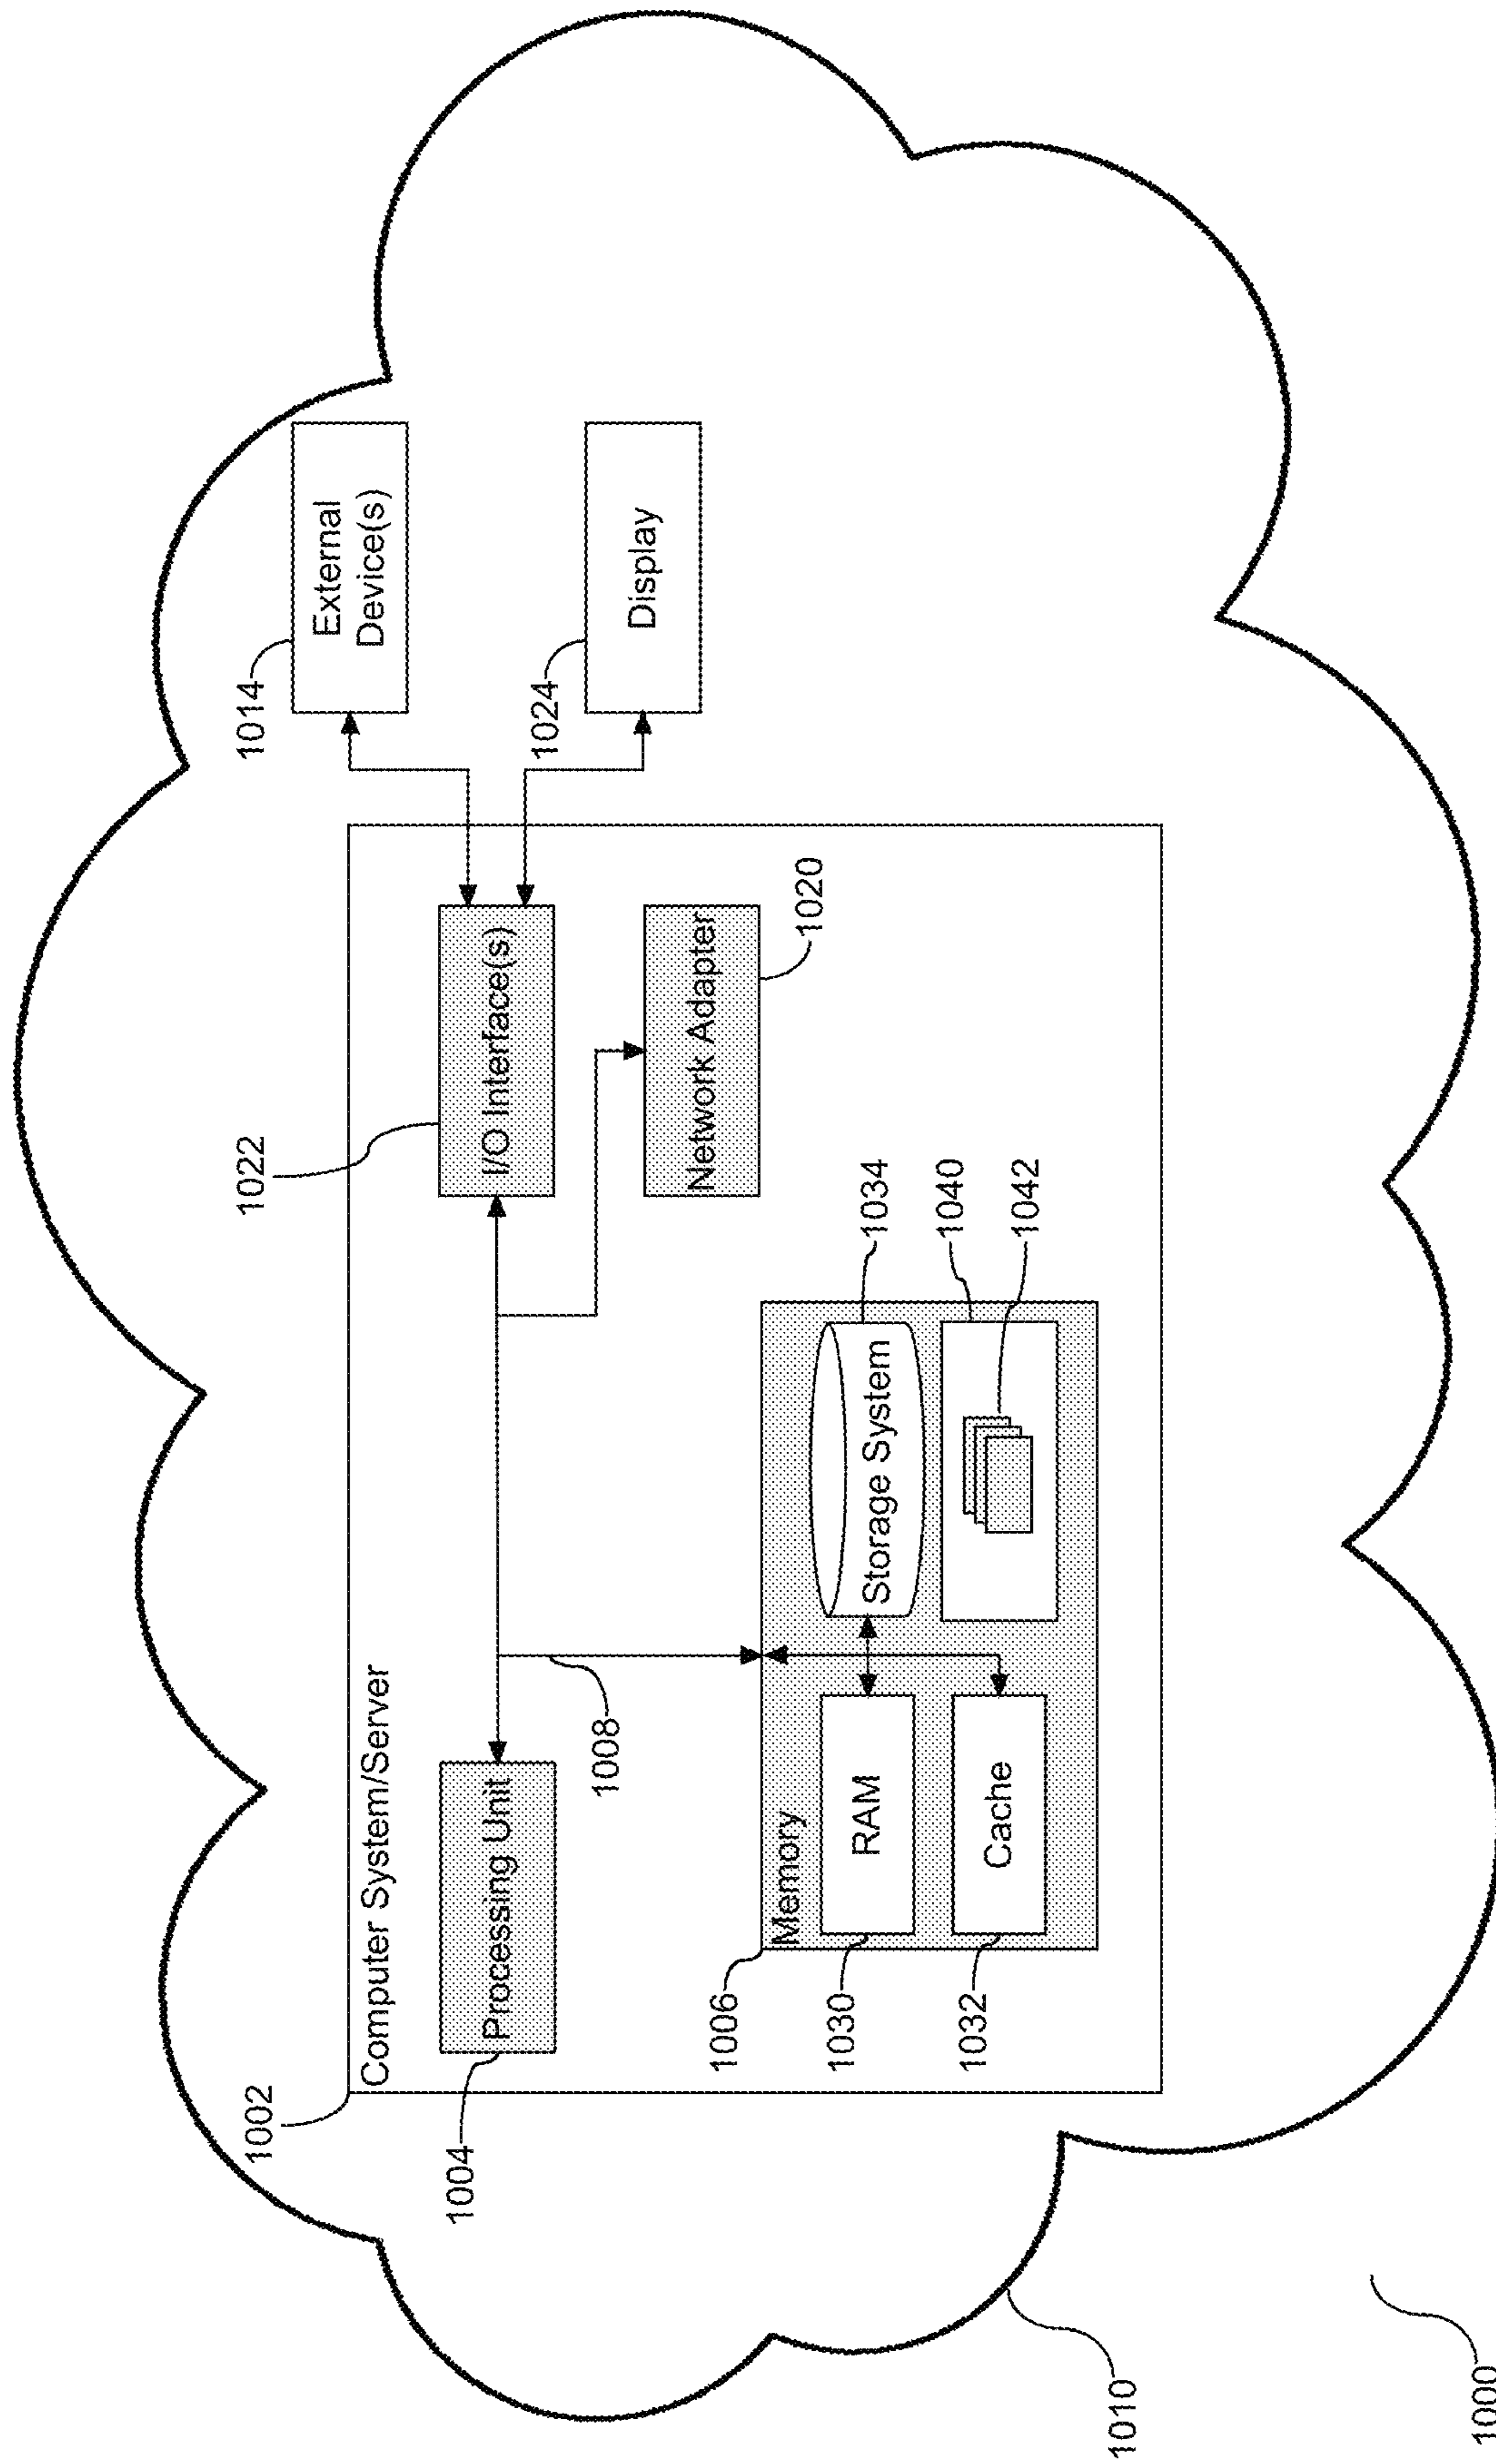 1002
1022
1014
External
Device(s)
Computer System/Server
1004
Processing Unit
I/O Interface(s)
1024
Display
1008
Network Adapter
1020
1006
Memory
1030
RAM
Storage System
1034
1032
Cache
1040
1042
1010
1000